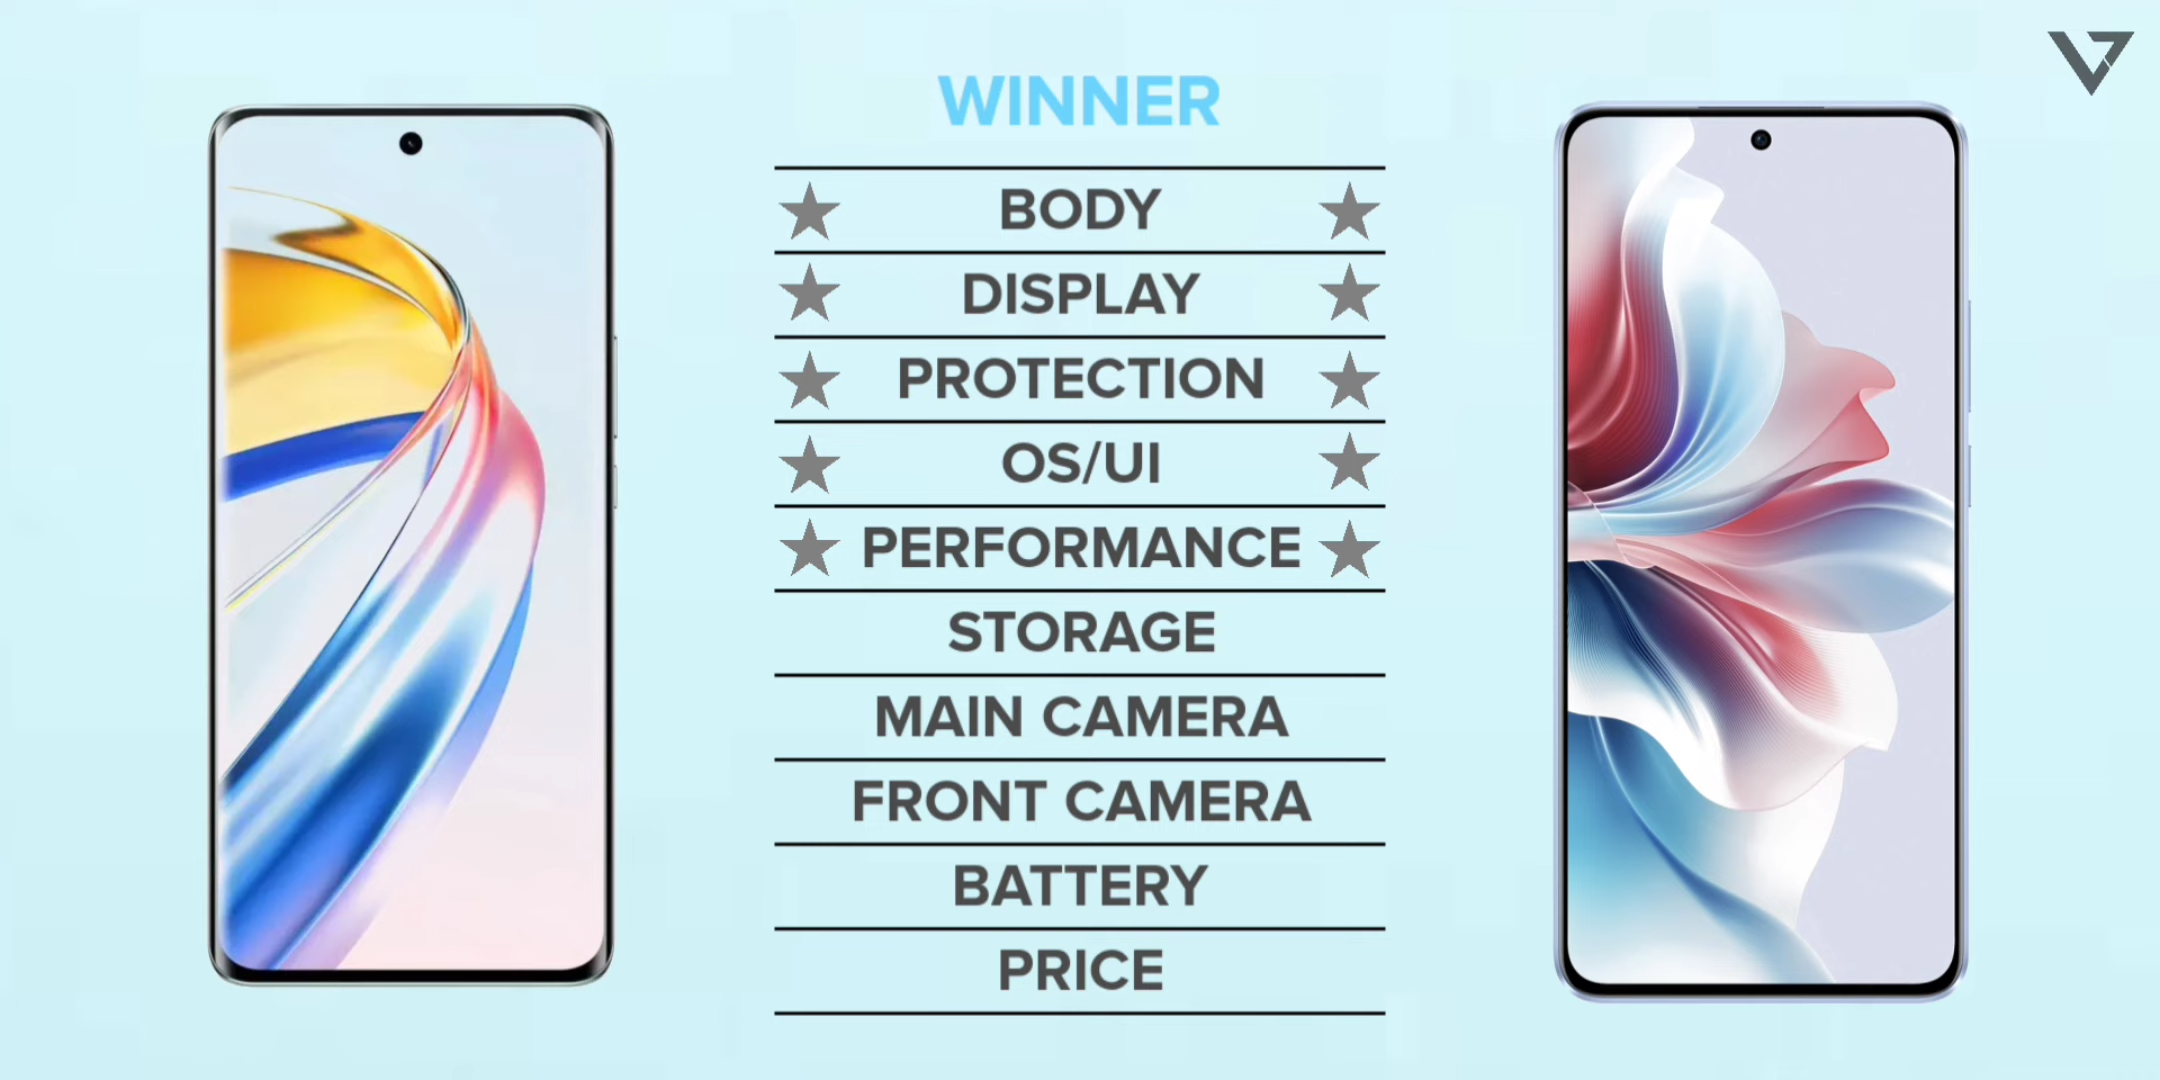 WINNER
BODY
DISPLAY
PROTECTION
OS/UI
PERFORMANCE
STORAGE
MAIN CAMERA
FRONT CAMERA
BATTERY
PRICE